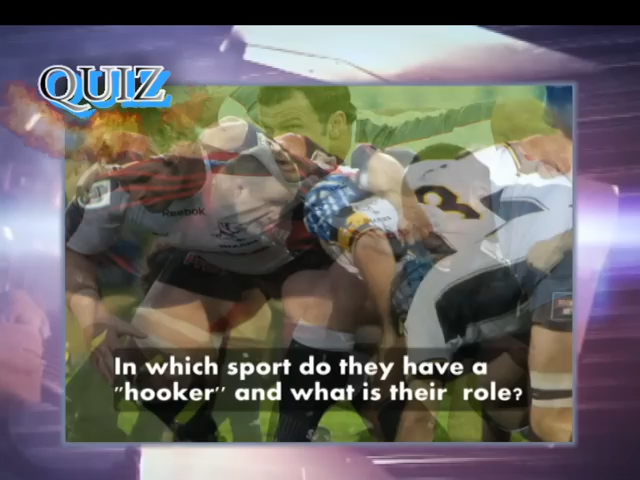 QUIZ
Reebok
In which sport do they have a
"hooker" and what is their role?